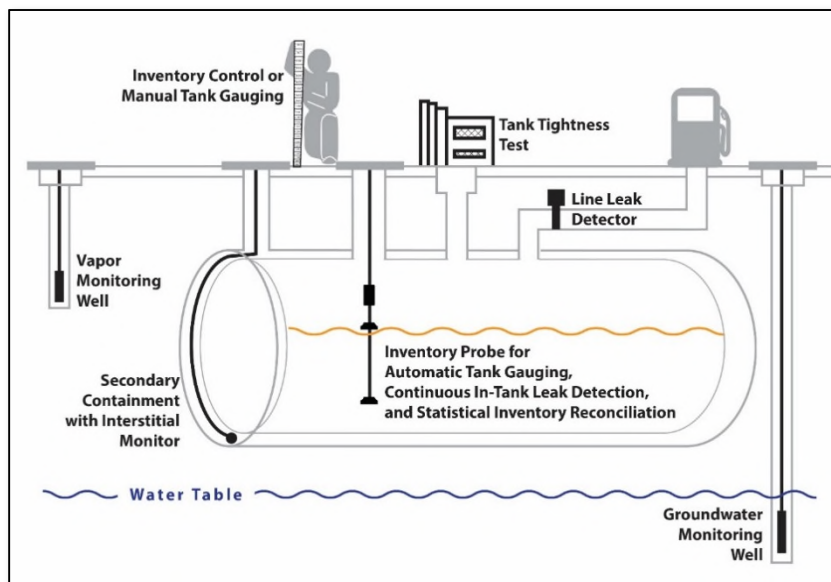 Inventory Control or
Manual Tank Gauging
Tank Tightness
Test
Line Leak
Detector
Vapor
Monitoring
Well
Inventory Probe for
Automatic Tank Gauging,
Continuous In-Tank Leak Detection,
and Statistical Inventory Reconciliation
Secondary
Containment
with Interstitial
Monitor
Water Table
Groundwater
Monitoring
Well